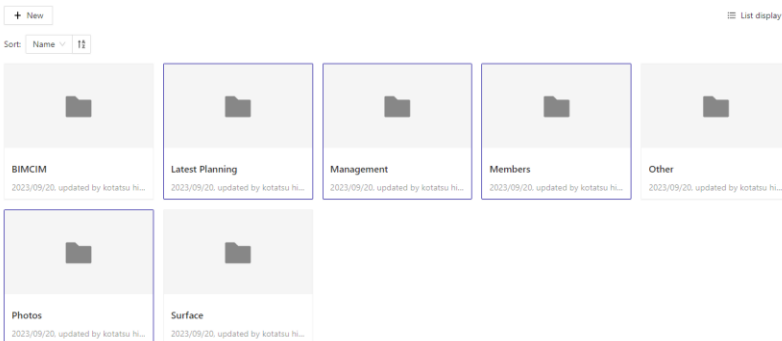 + New
List display
Sort: Name
BIMCIM
2023/09/20, updated by kotatsu hi...
Latest Planning
2023/09/20, updated by kotatsu hi...
Management
2023/09/20, updated by kotatsu hi...
Members
2023/09/20, updated by kotatsu hi...
Other
2023/09/20, updated by kotatsu hi...
Photos
2023/09/20, updated by kotatsu hi...
Surface
2023/09/20, updated by kotatsu hi...